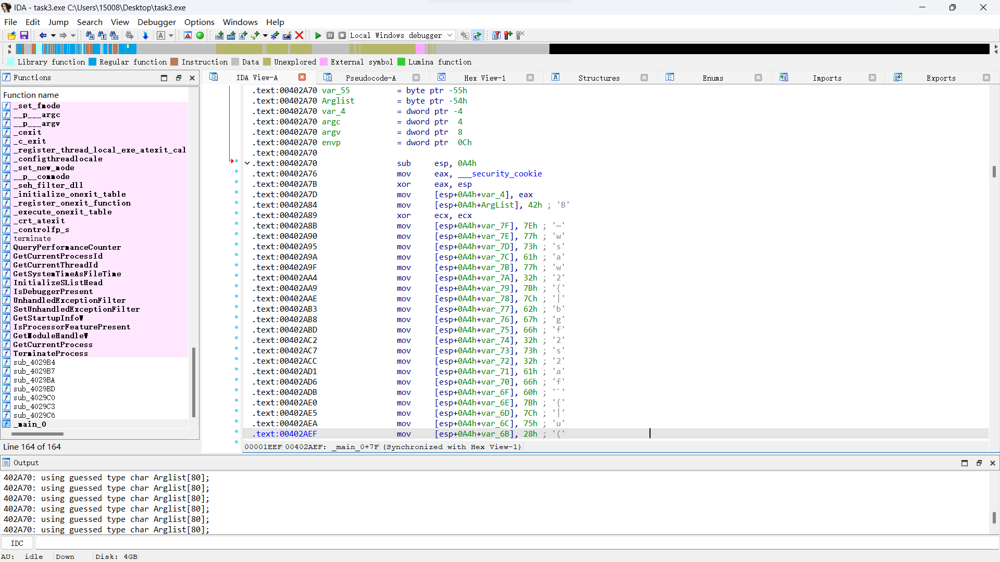 IDA - task3.exe C:\Users\15008\Desktop\task3.exe
File Edit Jump Search View Debugger Options Windows Help
Local Windows debugger
Library function Regular function Instruction Data Unexplored External symbol Lumina function
Functions
Function name
_set_fmode
__p___argc
__p___argv
_cexit
_c_exit
_register_thread_local_exe_atexit_cal
_configthreadlocale
_set_new_mode
__p__commode
_seh_filter_dll
_initialize_onexit_table
_register_onexit_function
_execute_onexit_table
_crt_atexit
_controlfp_s
terminate
QueryPerformanceCounter
GetCurrentProcessId
GetCurrentThreadId
GetSystemTimeAsFileTime
InitializeSListHead
IsDebuggerPresent
UnhandledExceptionFilter
SetUnhandledExceptionFilter
GetStartupInfoW
IsProcessorFeaturePresent
GetModuleHandleW
GetCurrentProcess
TerminateProcess
sub_4029B4
sub_4029B7
sub_4029BA
sub_4029BD
sub_4029C0
sub_4029C3
sub_4029C6
_main_0
Line 164 of 164
IDA View-A Pseudocode-A Hex View-1 Structures Enums Imports Exports
.text:00402A70 var_55 = byte ptr -55h
.text:00402A70 Arglist = byte ptr -54h
.text:00402A70 var_4 = dword ptr -4
.text:00402A70 argc = dword ptr 4
.text:00402A70 argv = dword ptr 8
.text:00402A70 envp = dword ptr 0Ch
.text:00402A70
.text:00402A70 sub esp, 0A4h
.text:00402A76 mov eax, ___security_cookie
.text:00402A7B xor eax, esp
.text:00402A7D mov [esp+0A4h+var_4], eax
.text:00402A84 mov [esp+0A4h+ArgList], 42h ; 'B'
.text:00402A89 xor ecx, ecx
.text:00402A8B mov [esp+0A4h+var_7F], 7Eh ; '~'
.text:00402A90 mov [esp+0A4h+var_7E], 77h ; 'w'
.text:00402A95 mov [esp+0A4h+var_7D], 73h ; 's'
.text:00402A9A mov [esp+0A4h+var_7C], 61h ; 'a'
.text:00402A9F mov [esp+0A4h+var_7B], 77h ; 'w'
.text:00402AA4 mov [esp+0A4h+var_7A], 32h ; '2'
.text:00402AA9 mov [esp+0A4h+var_79], 7Bh ; '{'
.text:00402AAE mov [esp+0A4h+var_78], 7Ch ; '|'
.text:00402AB3 mov [esp+0A4h+var_77], 62h ; 'b'
.text:00402AB8 mov [esp+0A4h+var_76], 67h ; 'g'
.text:00402ABD mov [esp+0A4h+var_75], 66h ; 'f'
.text:00402AC2 mov [esp+0A4h+var_74], 32h ; '2'
.text:00402AC7 mov [esp+0A4h+var_73], 73h ; 's'
.text:00402ACC mov [esp+0A4h+var_72], 32h ; '2'
.text:00402AD1 mov [esp+0A4h+var_71], 61h ; 'a'
.text:00402AD6 mov [esp+0A4h+var_70], 66h ; 'f'
.text:00402ADB mov [esp+0A4h+var_6F], 60h ; '`'
.text:00402AE0 mov [esp+0A4h+var_6E], 7Bh ; '{'
.text:00402AE5 mov [esp+0A4h+var_6D], 7Ch ; '|'
.text:00402AEA mov [esp+0A4h+var_6C], 75h ; 'u'
.text:00402AEF mov [esp+0A4h+var_6B], 28h ; '('
00001EEF 00402AEF: _main_0+7F (Synchronized with Hex View-1)
Output
402A70: using guessed type char Arglist[80];
402A70: using guessed type char Arglist[80];
402A70: using guessed type char Arglist[80];
402A70: using guessed type char Arglist[80];
402A70: using guessed type char Arglist[80];
402A70: using guessed type char Arglist[80];
IDC
AU: idle Down Disk: 4GB